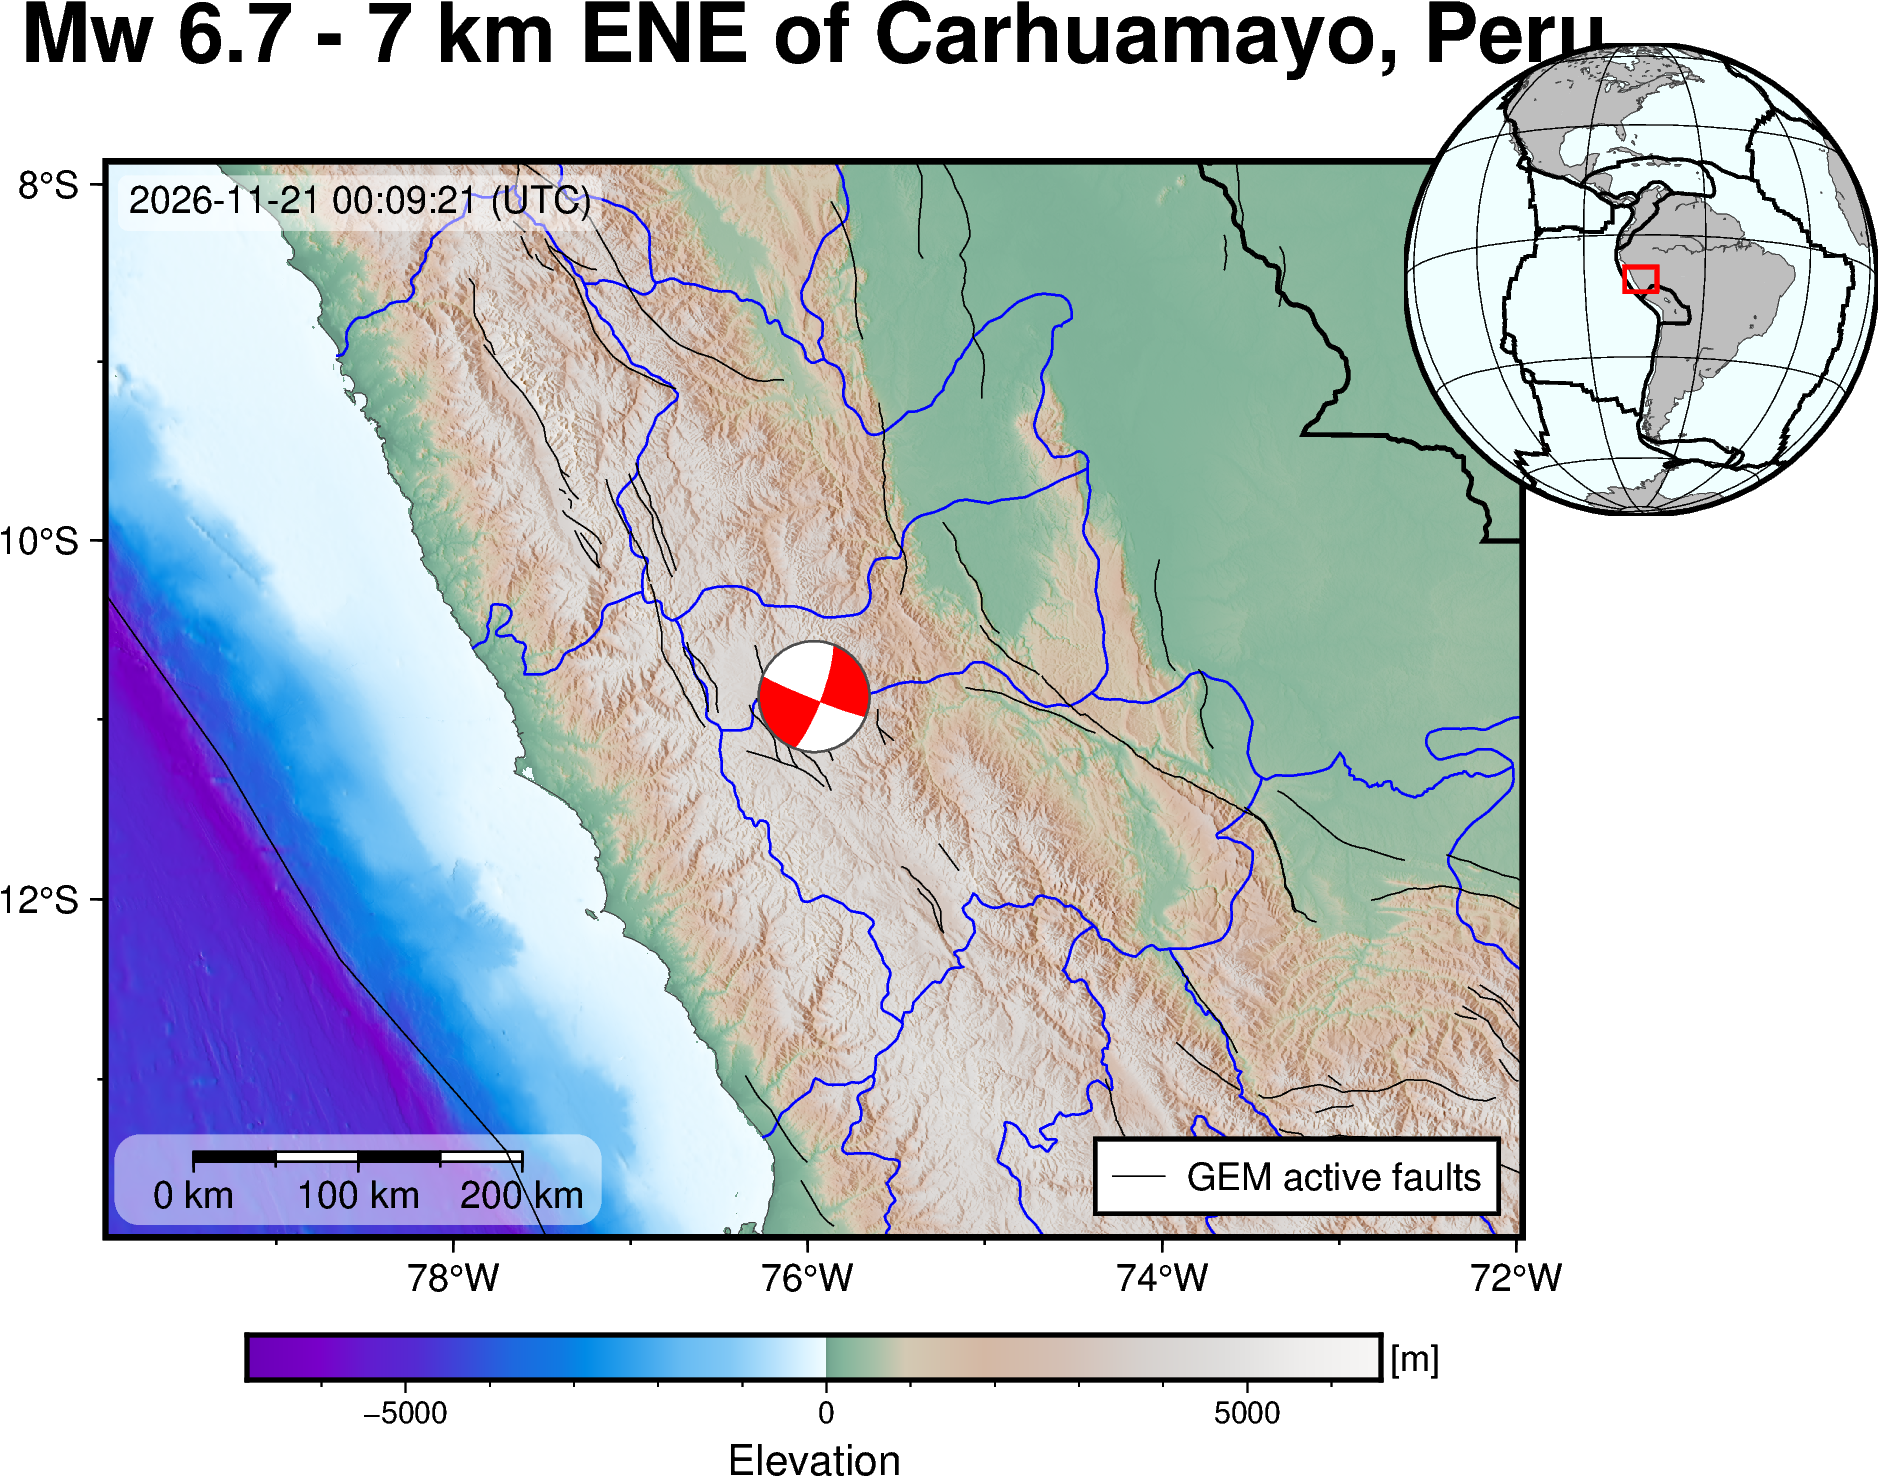 Mw 6.7 - 7 km ENE of Carhuamayo, Peru
8°S
2026-11-21 00:09:21 (UTC)
10°S
12°S
0 km 100 km 200 km
GEM active faults
78°W 76°W 74°W 72°W
[m]
−5000 0 5000
Elevation